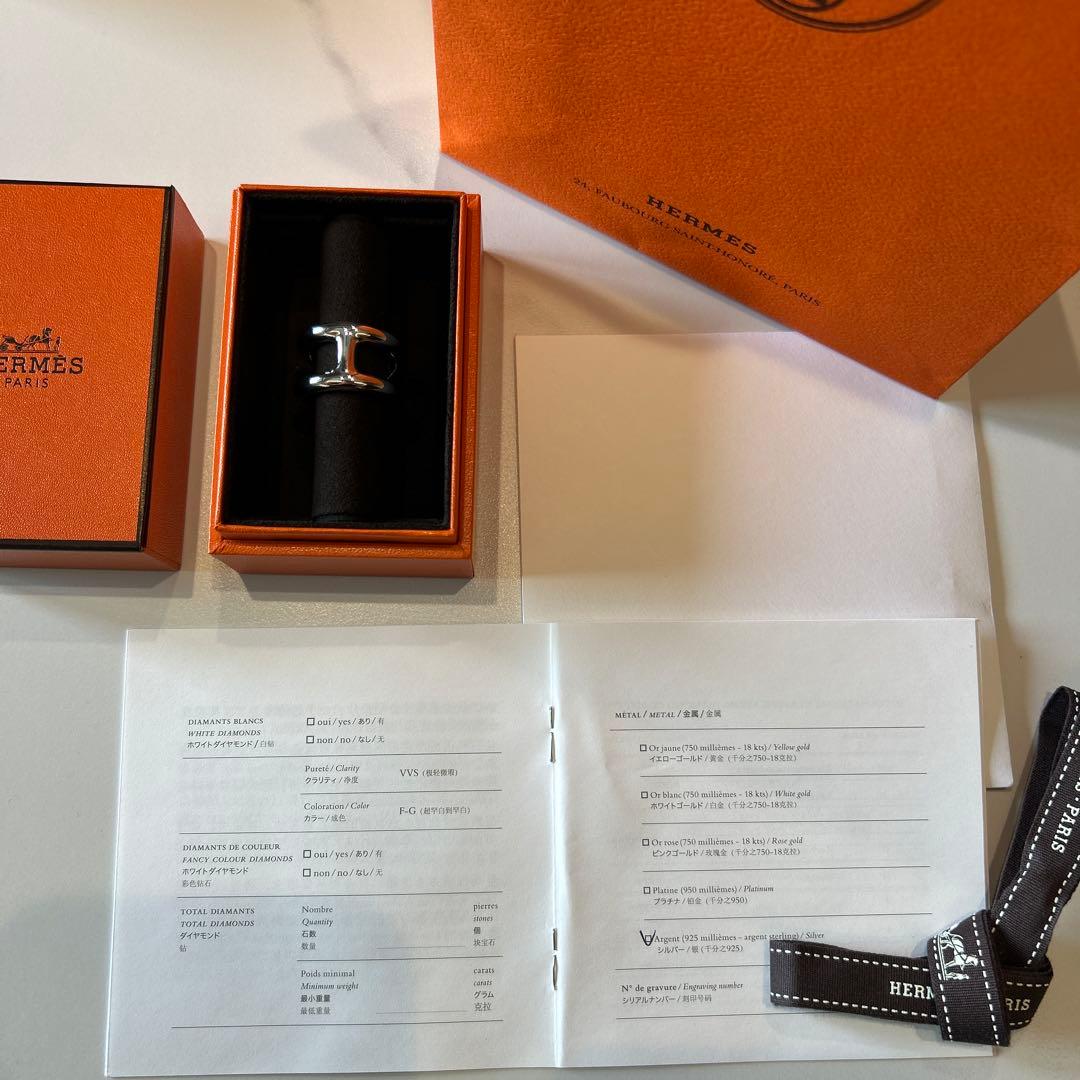 HERMÈS
24, FAUBOURG SAINT-HONORÉ, PARIS
HERMÈS
PARIS
DIAMANTS BLANCS
WHITE DIAMONDS
ホワイトダイヤモンド / 白钻
☐ oui / yes / あり / 有
☐ non / no / なし / 无
Pureté / Clarity
クラリティ / 净度
VVS (极轻微瑕)
Coloration / Color
カラー / 成色
F-G (超罕白到罕白)
DIAMANTS DE COULEUR
FANCY COLOUR DIAMONDS
ホワイトダイヤモンド
彩色钻石
☐ oui / yes / あり / 有
☐ non / no / なし / 无
TOTAL DIAMANTS
TOTAL DIAMONDS
ダイヤモンド
钻
Nombre
Quantity
石数
数量
pierres
stones
個
块宝石
Poids minimal
Minimum weight
最小重量
最低重量
carats
carats
グラム
克拉
MÉTAL / METAL / 金属 / 金属
☐ Or jaune (750 millièmes - 18 kts) / Yellow gold
イエローゴールド / 黄金 (千分之750-18克拉)
☐ Or blanc (750 millièmes - 18 kts) / White gold
ホワイトゴールド / 白金 (千分之750-18克拉)
☐ Or rose (750 millièmes - 18 kts) / Rose gold
ピンクゴールド / 玫瑰金 (千分之750-18克拉)
☐ Platine (950 millièmes) / Platinum
プラチナ / 铂金 (千分之950)
☑ Argent (925 millièmes - argent sterling) / Silver
シルバー / 银 (千分之925)
N° de gravure / Engraving number
シリアルナンバー / 刻印号码
PARIS
HERM
RIS